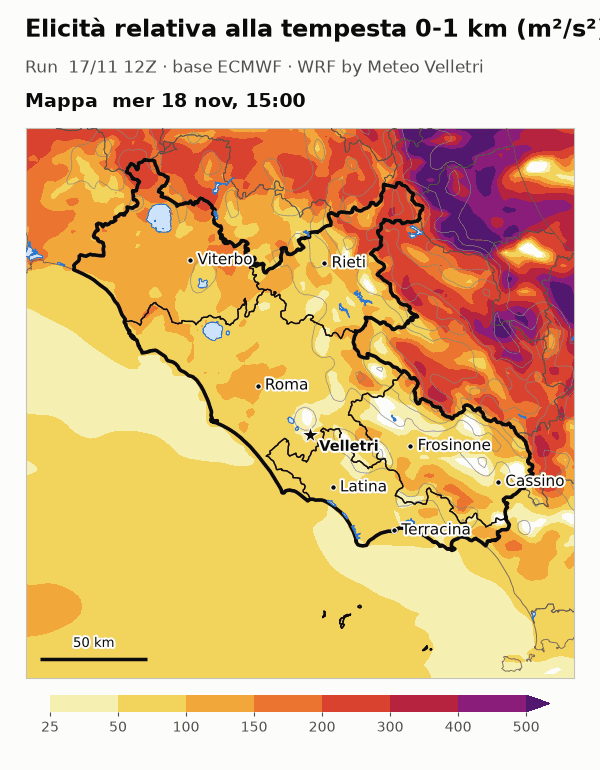 Elicità relativa alla tempesta 0-1 km (m²/s²)
Run 17/11 12Z · base ECMWF · WRF by Meteo Velletri
Mappa mer 18 nov, 15:00
Viterbo
Rieti
Roma
Velletri
Frosinone
Cassino
Latina
Terracina
50 km
25 50 100 150 200 300 400 500